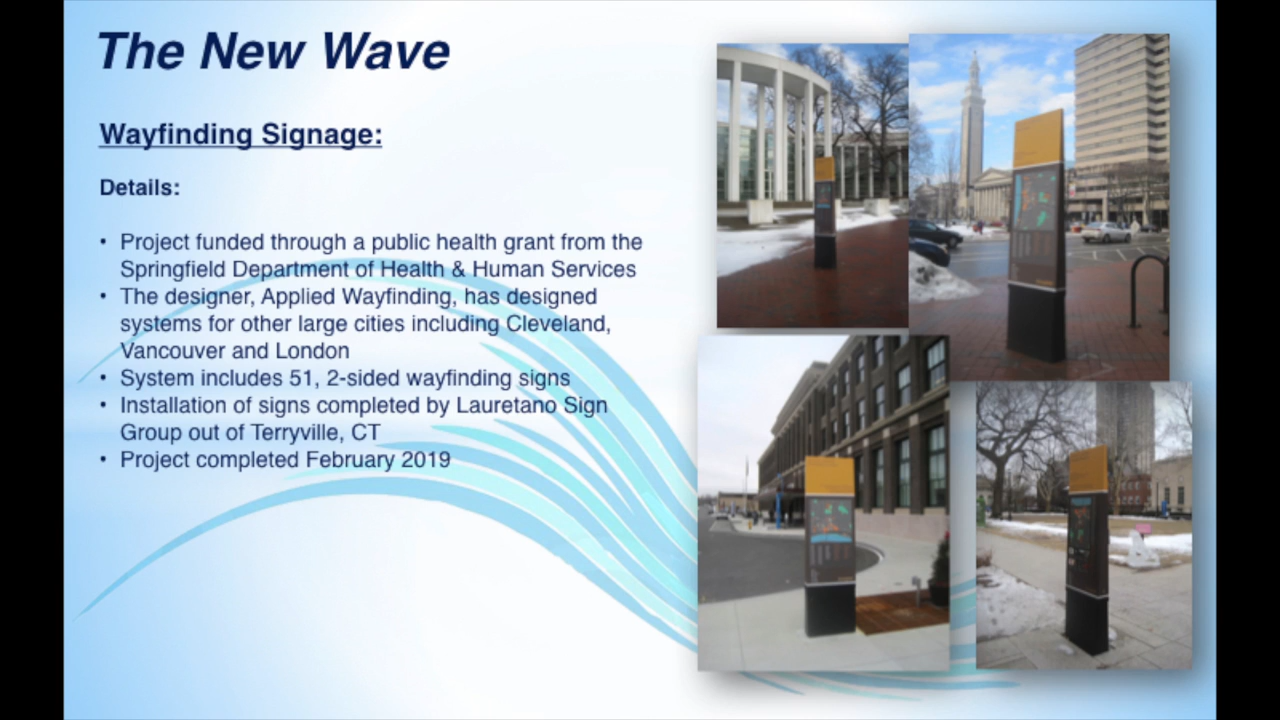 The New Wave
Wayfinding Signage:
Details:
• Project funded through a public health grant from the
Springfield Department of Health & Human Services
• The designer, Applied Wayfinding, has designed
systems for other large cities including Cleveland,
Vancouver and London
• System includes 51, 2-sided wayfinding signs
• Installation of signs completed by Lauretano Sign
Group out of Terryville, CT
• Project completed February 2019